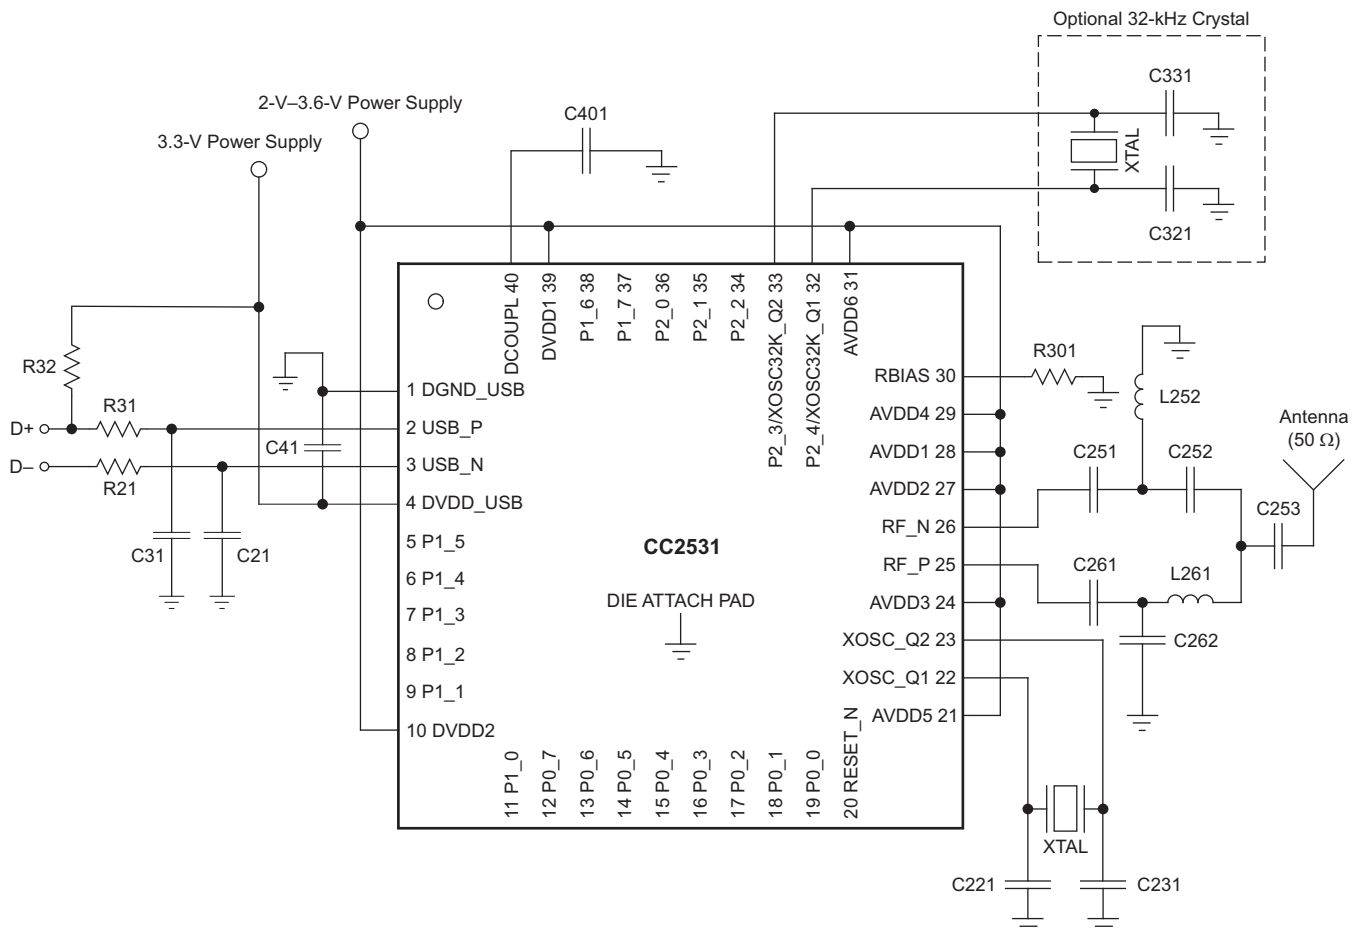 Optional 32-kHz Crystal
C331
XTAL
C321
2-V–3.6-V Power Supply
3.3-V Power Supply
C401
DCOUPL 40
DVDD1 39
P1_6 38
P1_7 37
P2_0 36
P2_1 35
P2_2 34
P2_3/XOSC32K_Q2 33
P2_4/XOSC32K_Q1 32
AVDD6 31
R32
R31
D+
D–
R21
C41
C31
C21
1 DGND_USB
2 USB_P
3 USB_N
4 DVDD_USB
5 P1_5
6 P1_4
7 P1_3
8 P1_2
9 P1_1
10 DVDD2
CC2531
DIE ATTACH PAD
RBIAS 30
AVDD4 29
AVDD1 28
AVDD2 27
RF_N 26
RF_P 25
AVDD3 24
XOSC_Q2 23
XOSC_Q1 22
AVDD5 21
R301
L252
Antenna
(50 Ω)
C251
C252
C253
C261
L261
C262
11 P1_0
12 P0_7
13 P0_6
14 P0_5
15 P0_4
16 P0_3
17 P0_2
18 P0_1
19 P0_0
20 RESET_N
XTAL
C221
C231